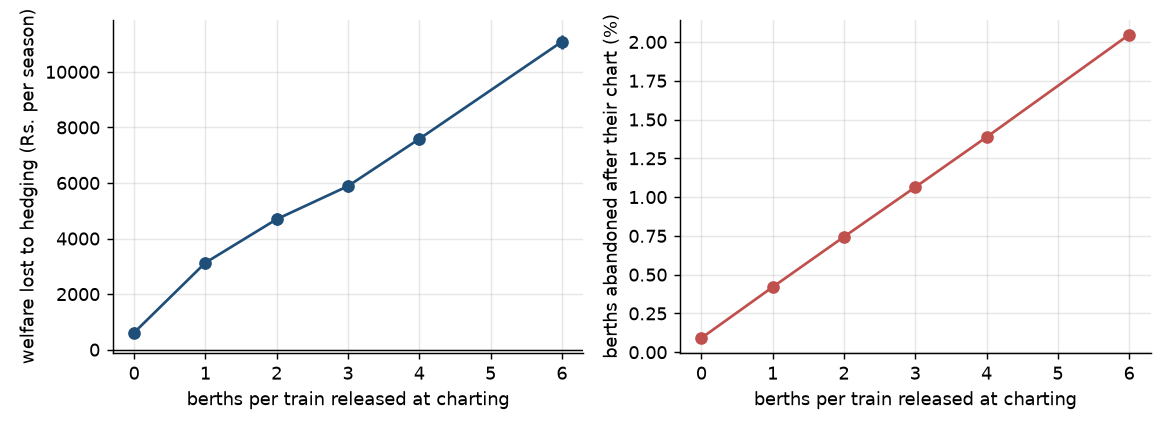 welfare lost to hedging (Rs. per season)
10000
8000
6000
4000
2000
0
0 1 2 3 4 5 6
berths per train released at charting
berths abandoned after their chart (%)
2.00
1.75
1.50
1.25
1.00
0.75
0.50
0.25
0.00
0 1 2 3 4 5 6
berths per train released at charting